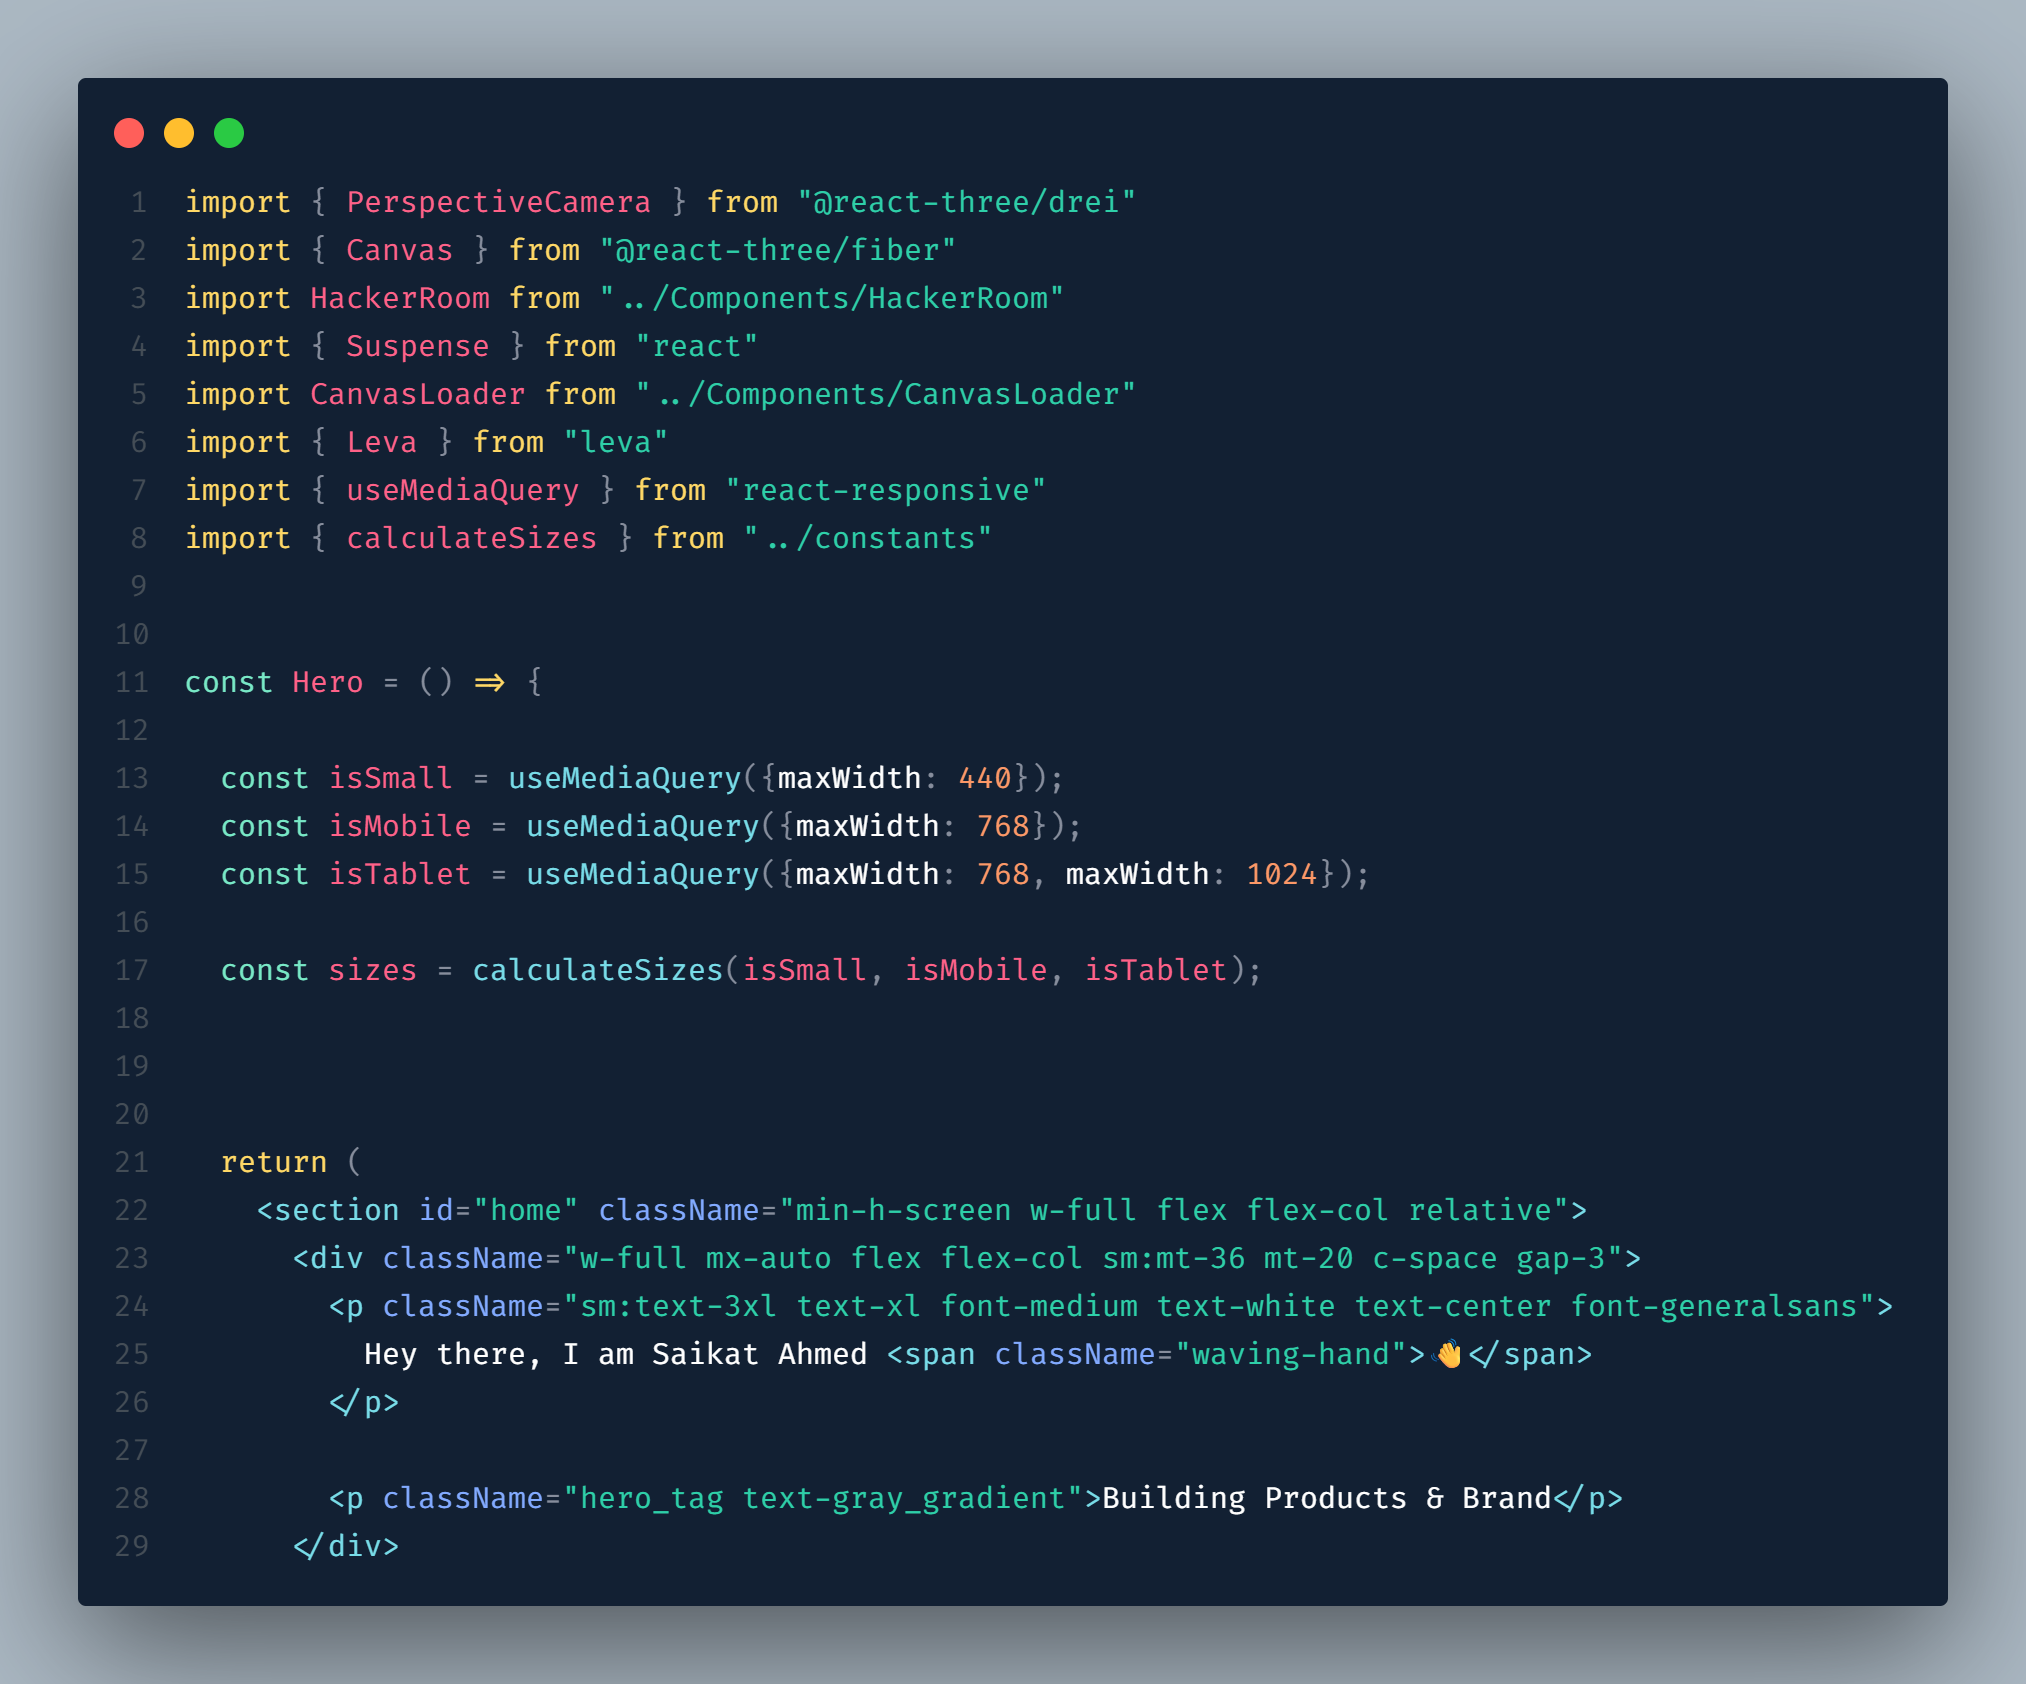 1 import { PerspectiveCamera } from "@react-three/drei"
2 import { Canvas } from "@react-three/fiber"
3 import HackerRoom from "../Components/HackerRoom"
4 import { Suspense } from "react"
5 import CanvasLoader from "../Components/CanvasLoader"
6 import { Leva } from "leva"
7 import { useMediaQuery } from "react-responsive"
8 import { calculateSizes } from "../constants"
9
10
11 const Hero = () => {
12
13   const isSmall = useMediaQuery({maxWidth: 440});
14   const isMobile = useMediaQuery({maxWidth: 768});
15   const isTablet = useMediaQuery({maxWidth: 768, maxWidth: 1024});
16
17   const sizes = calculateSizes(isSmall, isMobile, isTablet);
18
19
20
21   return (
22     <section id="home" className="min-h-screen w-full flex flex-col relative">
23       <div className="w-full mx-auto flex flex-col sm:mt-36 mt-20 c-space gap-3">
24         <p className="sm:text-3xl text-xl font-medium text-white text-center font-generalsans">
25           Hey there, I am Saikat Ahmed <span className="waving-hand">👋</span>
26         </p>
27
28         <p className="hero_tag text-gray_gradient">Building Products & Brand</p>
29       </div>